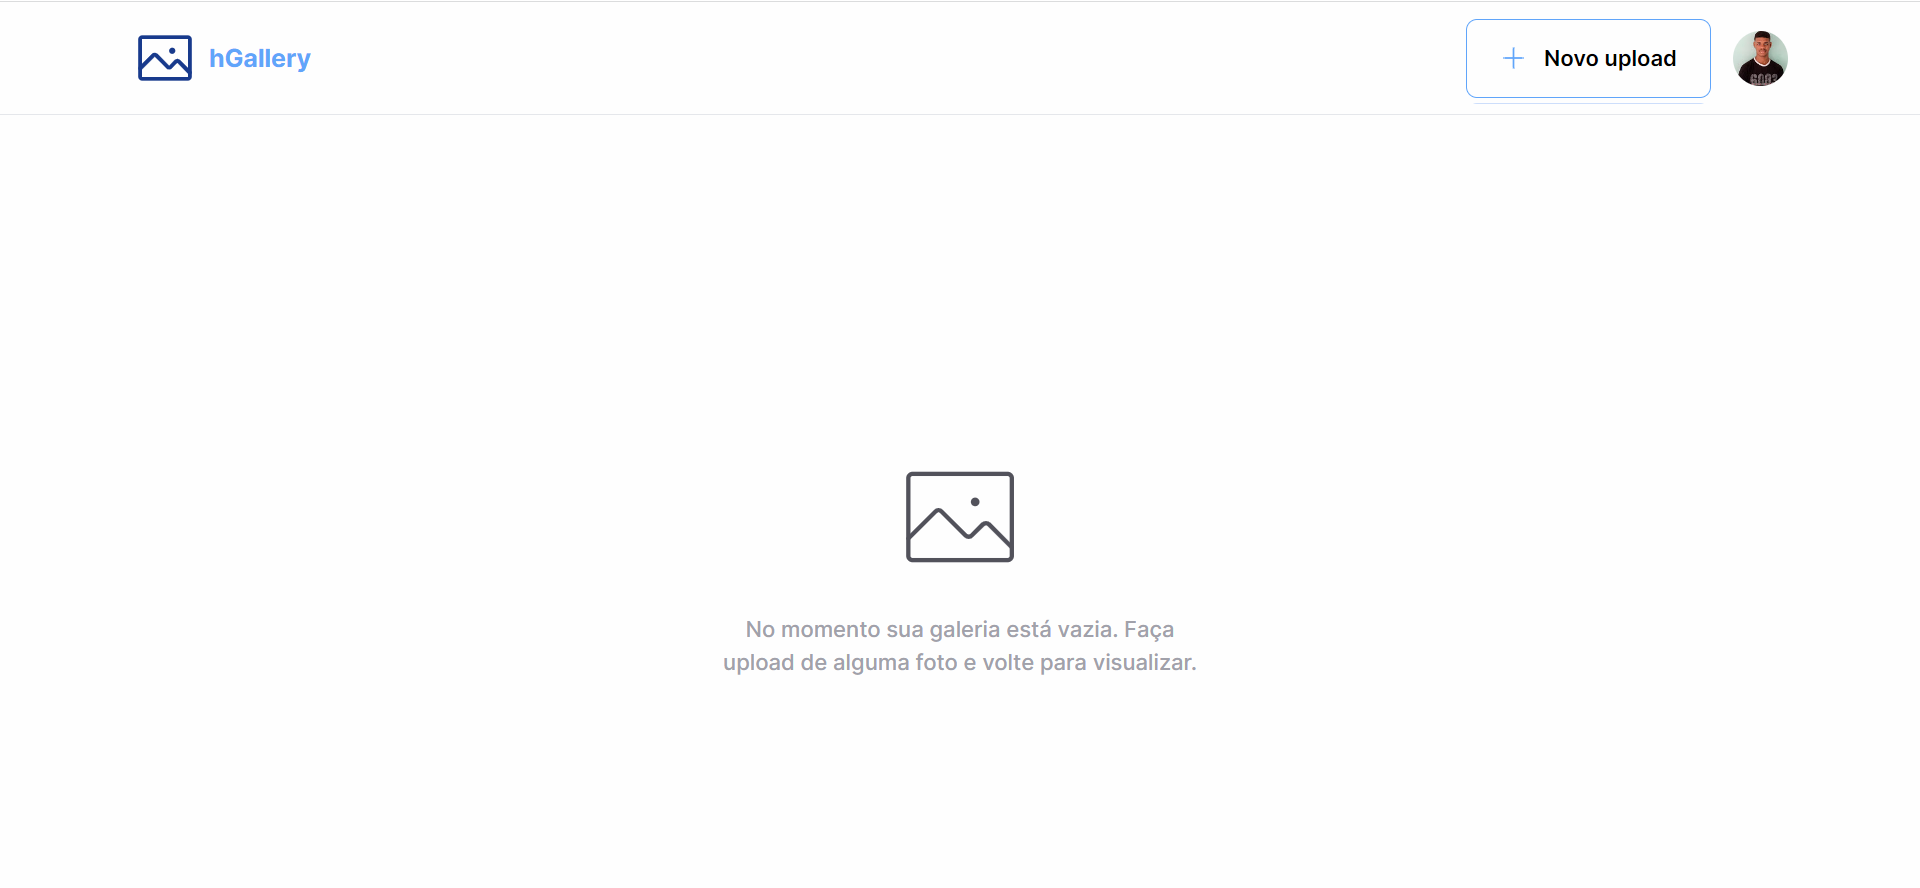 hGallery
Novo upload
No momento sua galeria está vazia. Faça
upload de alguma foto e volte para visualizar.